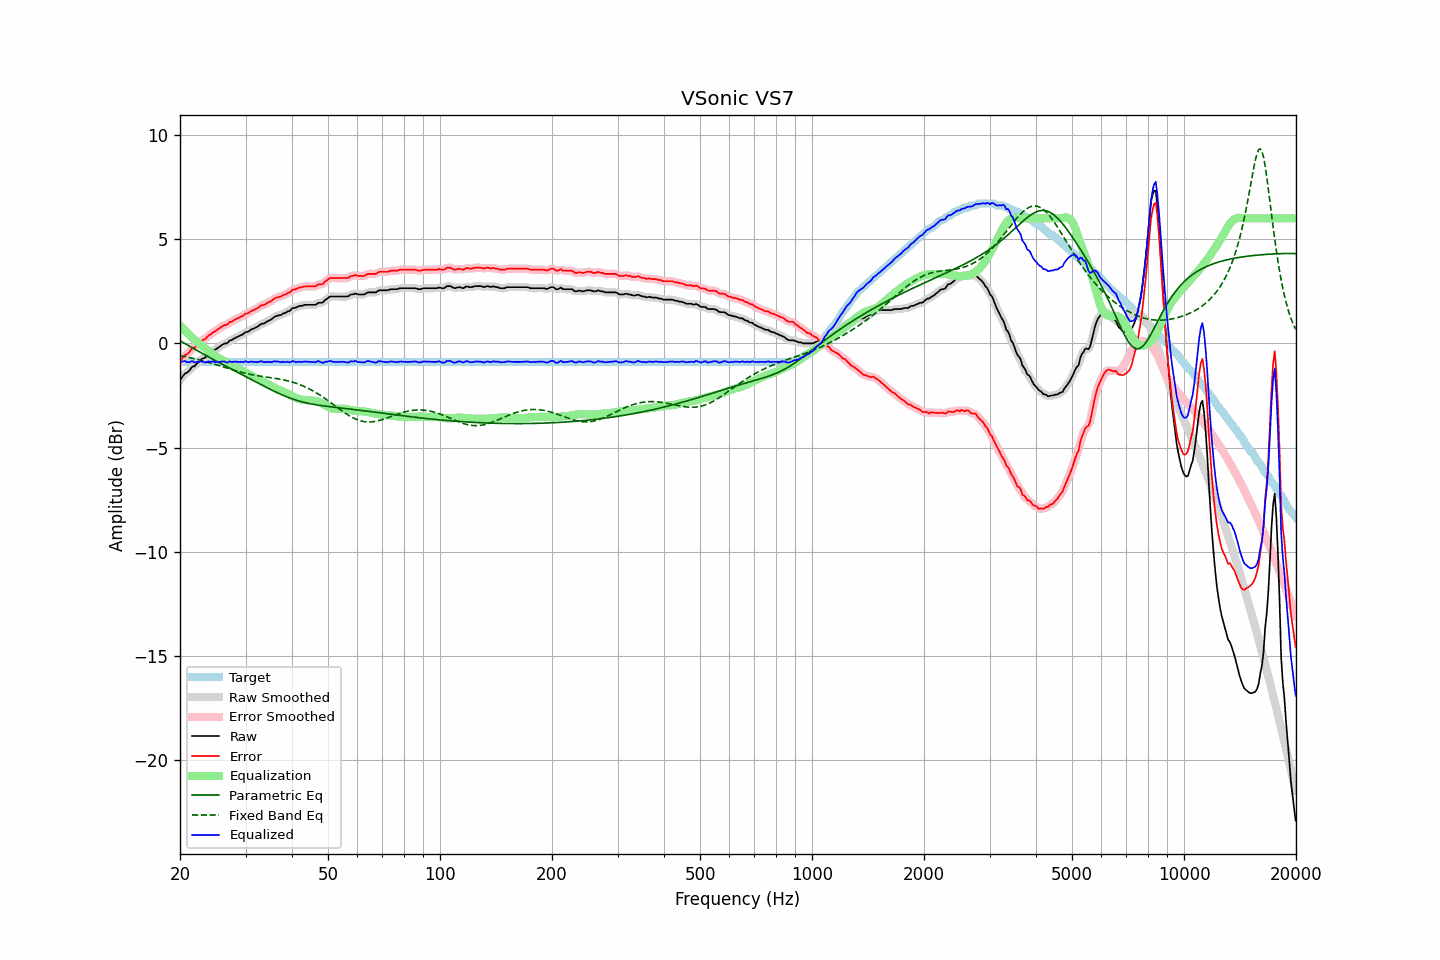 VSonic VS7
Amplitude (dBr)
10
5
0
−5
−10
−15
−20
Target
Raw Smoothed
Error Smoothed
Raw
Error
Equalization
Parametric Eq
Fixed Band Eq
Equalized
20 50 100 200 500 1000 2000 5000 10000 20000
Frequency (Hz)